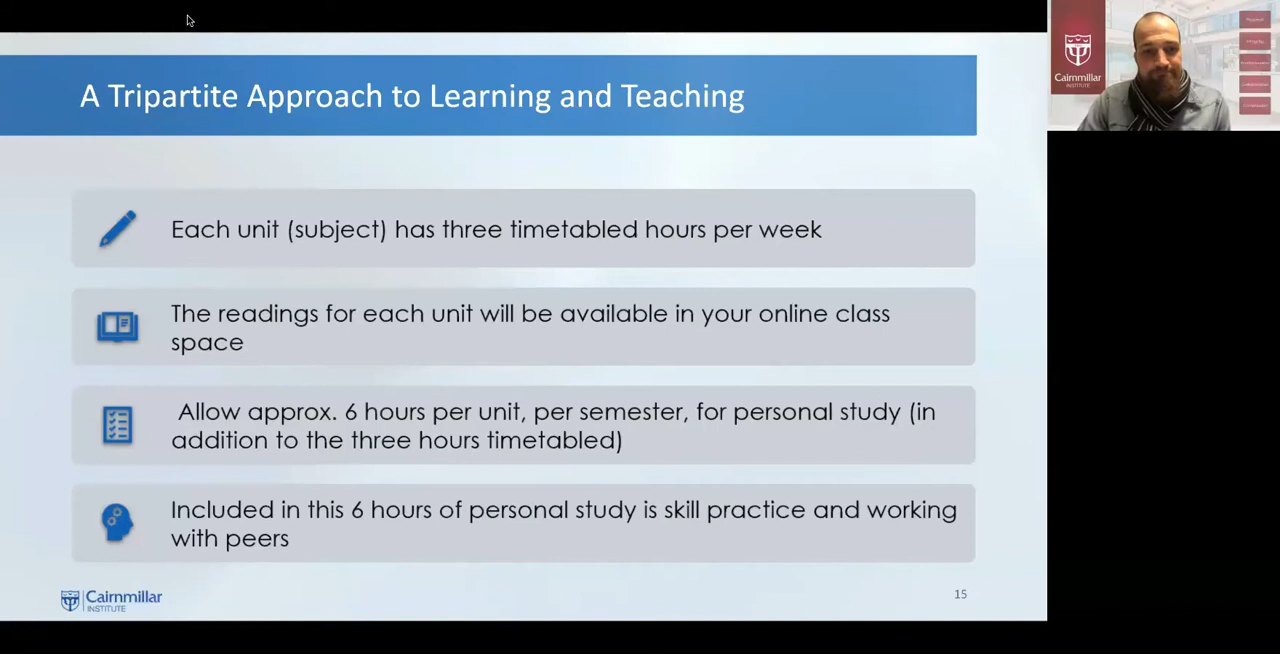 A Tripartite Approach to Learning and Teaching
Each unit (subject) has three timetabled hours per week
The readings for each unit will be available in your online class
space
Allow approx. 6 hours per unit, per semester, for personal study (in
addition to the three hours timetabled)
Included in this 6 hours of personal study is skill practice and working
with peers
Cairnmillar
INSTITUTE
15
Cairnmillar
INSTITUTE